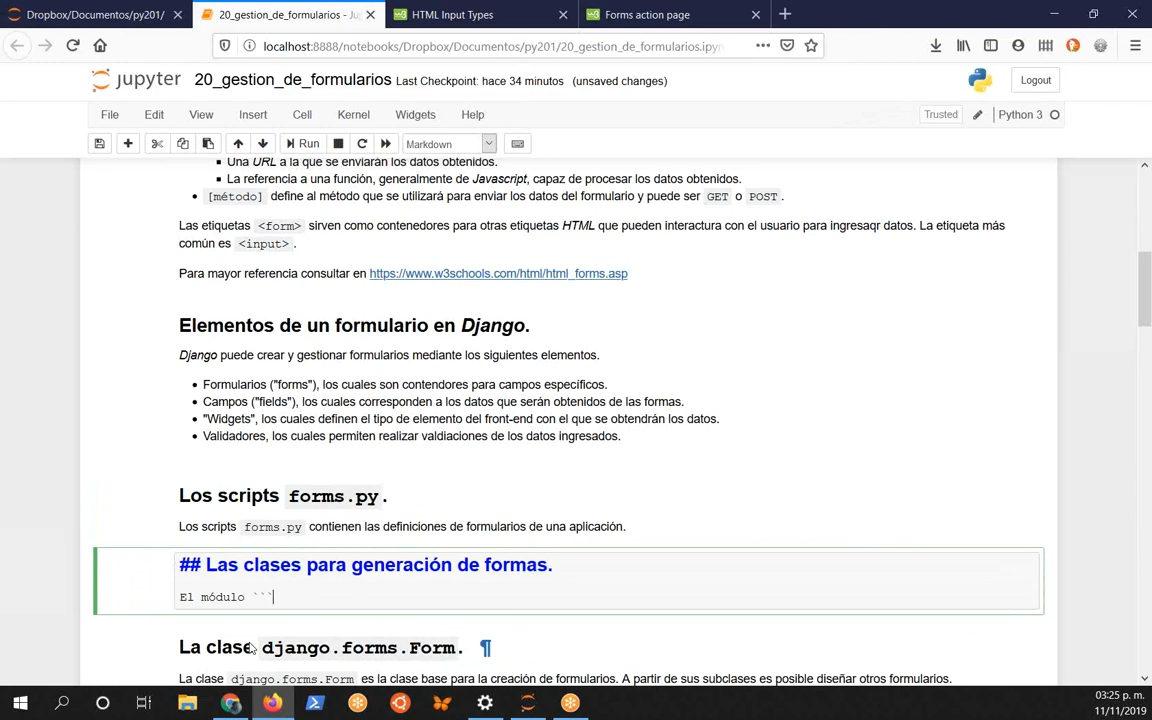 Dropbox/Documentos/py201/
20_gestion_de_formularios - Ju
HTML Input Types
Forms action page
localhost:8888/notebooks/Dropbox/Documentos/py201/20_gestion_de_formularios.ipyn
jupyter 20_gestion_de_formularios Last Checkpoint: hace 34 minutos (unsaved changes)
Logout
File Edit View Insert Cell Kernel Widgets Help
Trusted
Python 3
Run
Markdown
Una URL a la que se enviarán los datos obtenidos.
La referencia a una función, generalmente de Javascript, capaz de procesar los datos obtenidos.
[método] define al método que se utilizará para enviar los datos del formulario y puede ser GET o POST.
Las etiquetas <form> sirven como contenedores para otras etiquetas HTML que pueden interactura con el usuario para ingresaqr datos. La etiqueta más
común es <input>.
Para mayor referencia consultar en https://www.w3schools.com/html/html_forms.asp
Elementos de un formulario en Django.
Django puede crear y gestionar formularios mediante los siguientes elementos.
Formularios ("forms"), los cuales son contendores para campos específicos.
Campos ("fields"), los cuales corresponden a los datos que serán obtenidos de las formas.
"Widgets", los cuales definen el tipo de elemento del front-end con el que se obtendrán los datos.
Validadores, los cuales permiten realizar valdiaciones de los datos ingresados.
Los scripts forms.py.
Los scripts forms.py contienen las definiciones de formularios de una aplicación.
## Las clases para generación de formas.
El módulo ```
La clase django.forms.Form. ¶
La clase django.forms.Form es la clase base para la creación de formularios. A partir de sus subclases es posible diseñar otros formularios.
03:25 p. m.
11/11/2019